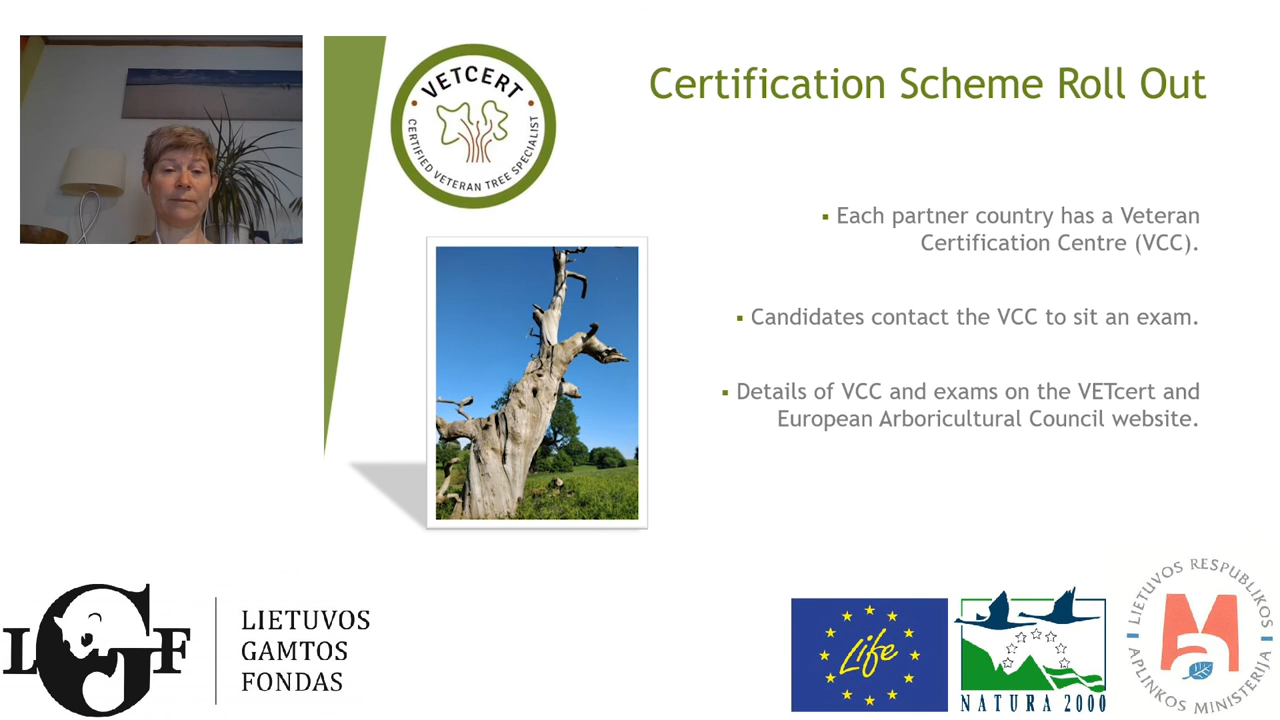 VETCERT
CERTIFIED VETERAN TREE SPECIALIST
Certification Scheme Roll Out
▪ Each partner country has a Veteran
Certification Centre (VCC).
▪ Candidates contact the VCC to sit an exam.
▪ Details of VCC and exams on the VETcert and
European Arboricultural Council website.
LGF
LIETUVOS
GAMTOS
FONDAS
Life
NATURA 2000
LIETUVOS RESPUBLIKOS
APLINKOS MINISTERIJA